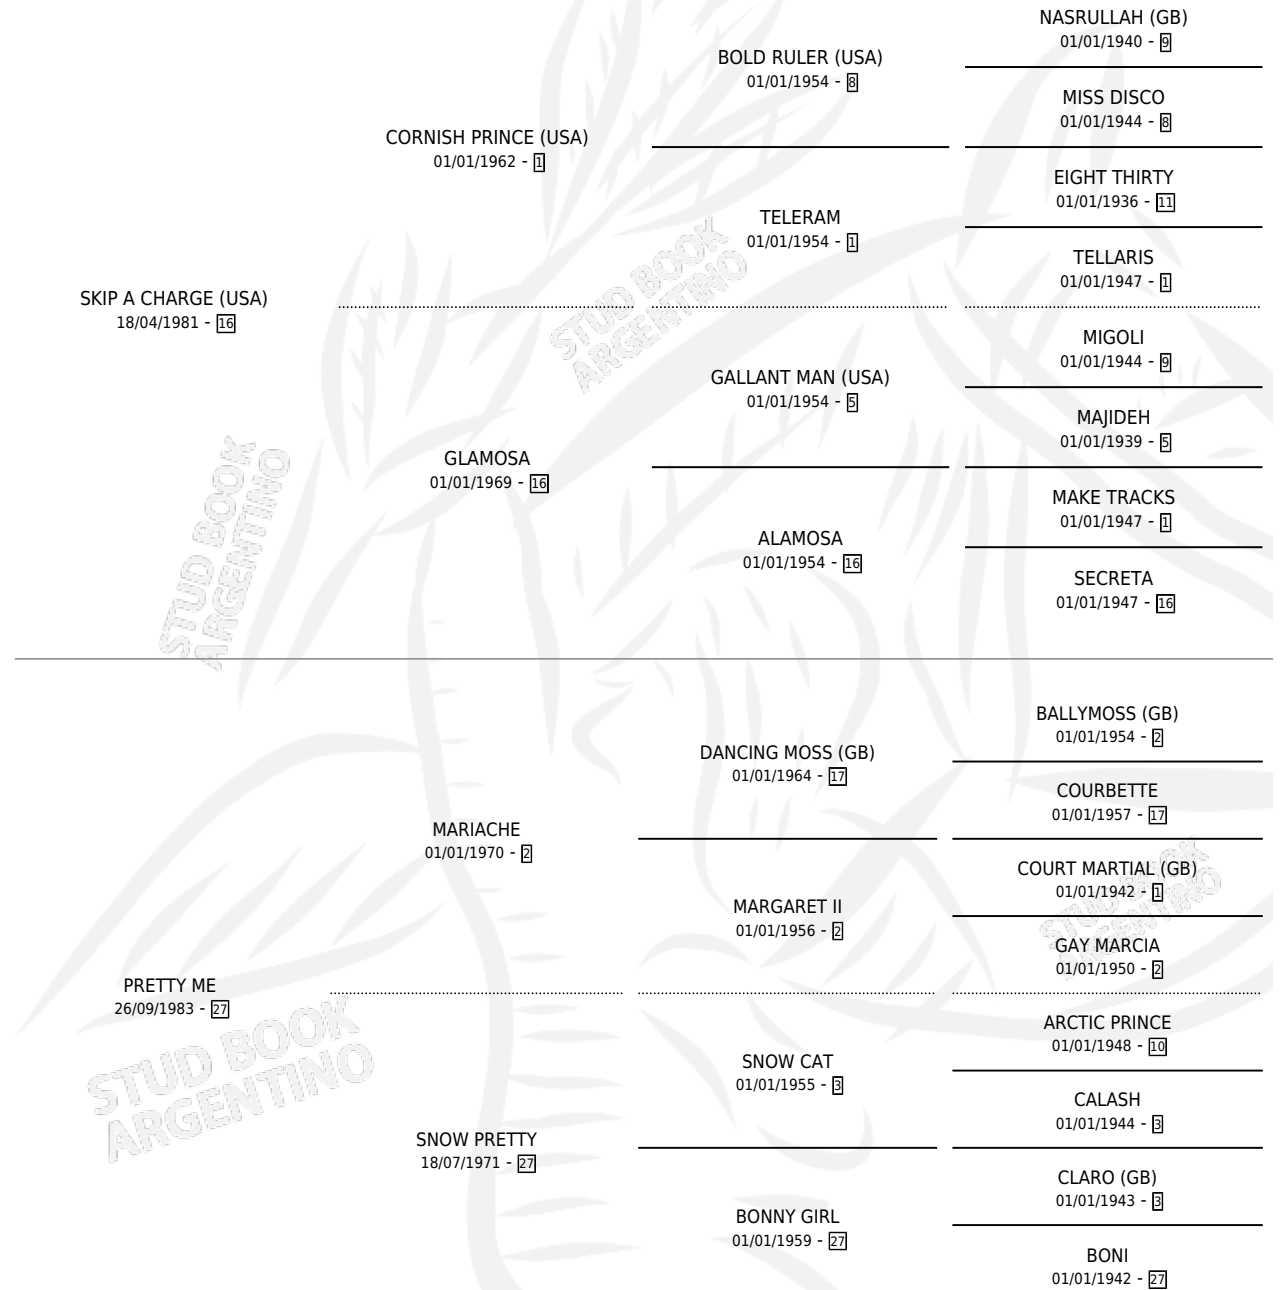 NASRULLAH (GB)
01/01/1940 - 9
BOLD RULER (USA)
01/01/1954 - 8
MISS DISCO
01/01/1944 - 8
CORNISH PRINCE (USA)
01/01/1962 - 1
EIGHT THIRTY
01/01/1936 - 11
TELERAM
01/01/1954 - 1
TELLARIS
01/01/1947 - 1
SKIP A CHARGE (USA)
18/04/1981 - 16
STUD BOOK
ARGENTINO
MIGOLI
01/01/1944 - 9
GALLANT MAN (USA)
01/01/1954 - 5
MAJIDEH
01/01/1939 - 5
GLAMOSA
01/01/1969 - 16
MAKE TRACKS
01/01/1947 - 1
ALAMOSA
01/01/1954 - 16
SECRETA
01/01/1947 - 16
STUD BOOK
ARGENTINO
BALLYMOSS (GB)
01/01/1954 - 2
DANCING MOSS (GB)
01/01/1964 - 17
COURBETTE
01/01/1957 - 17
MARIACHE
01/01/1970 - 2
COURT MARTIAL (GB)
01/01/1942 - 1
MARGARET II
01/01/1956 - 2
STUD BOOK
ARGENTINO
GAY MARCIA
01/01/1950 - 2
PRETTY ME
26/09/1983 - 27
ARCTIC PRINCE
01/01/1948 - 10
SNOW CAT
01/01/1955 - 3
CALASH
01/01/1944 - 3
STUD BOOK
ARGENTINO
SNOW PRETTY
18/07/1971 - 27
CLARO (GB)
01/01/1943 - 3
BONNY GIRL
01/01/1959 - 27
BONI
01/01/1942 - 27